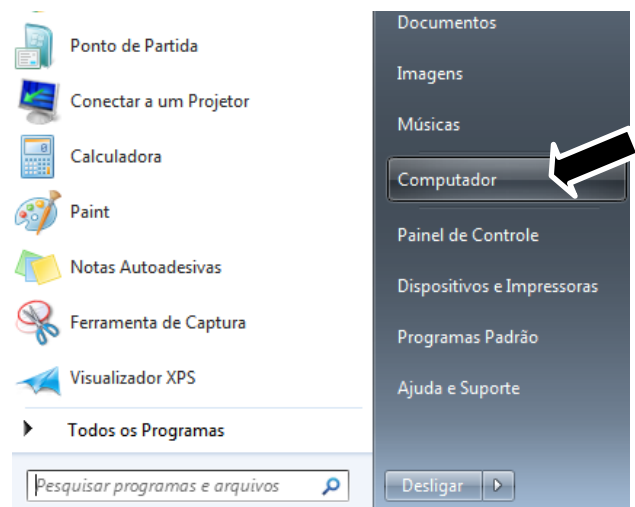 Ponto de Partida
Conectar a um Projetor
Calculadora
Paint
Notas Autoadesivas
Ferramenta de Captura
Visualizador XPS
Todos os Programas
Pesquisar programas e arquivos
Documentos
Imagens
Músicas
Computador
Painel de Controle
Dispositivos e Impressoras
Programas Padrão
Ajuda e Suporte
Desligar